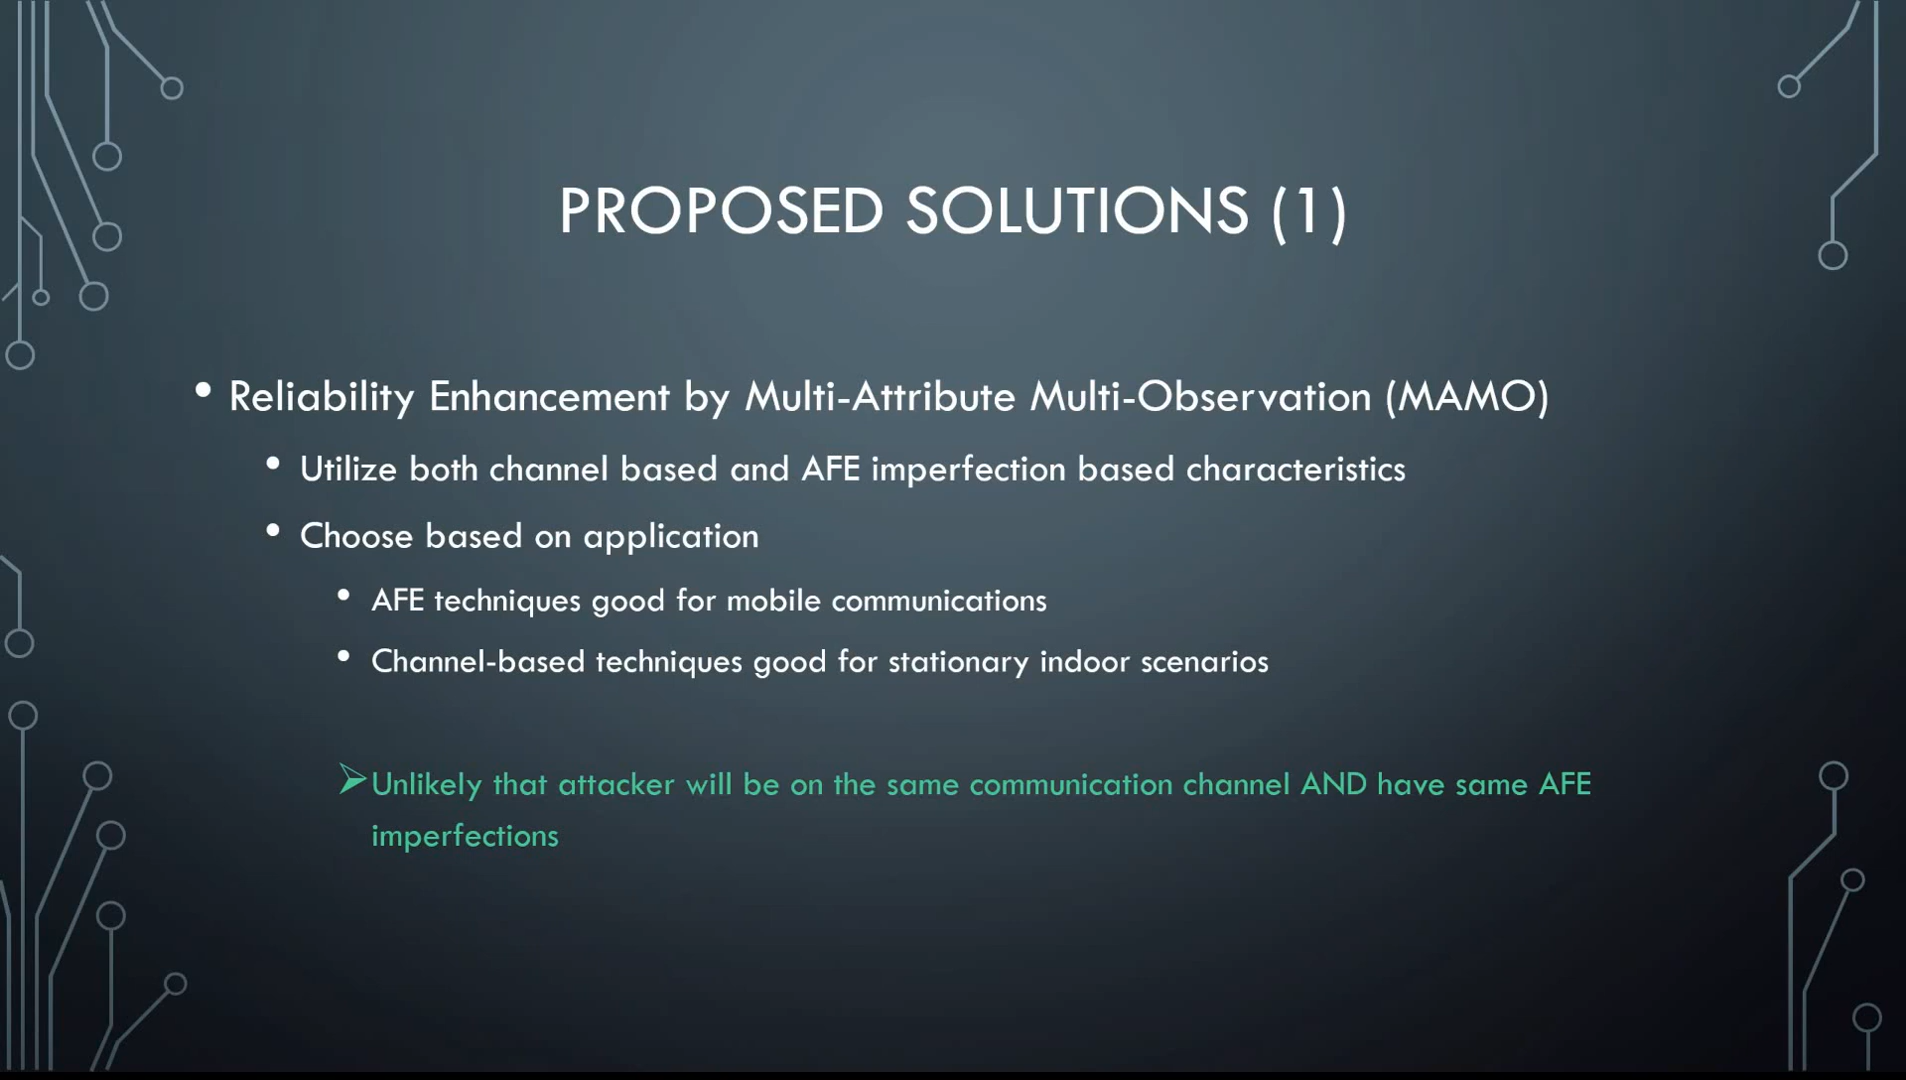 PROPOSED SOLUTIONS (1)
• Reliability Enhancement by Multi-Attribute Multi-Observation (MAMO)
• Utilize both channel based and AFE imperfection based characteristics
• Choose based on application
• AFE techniques good for mobile communications
• Channel-based techniques good for stationary indoor scenarios
➢Unlikely that attacker will be on the same communication channel AND have same AFE
imperfections